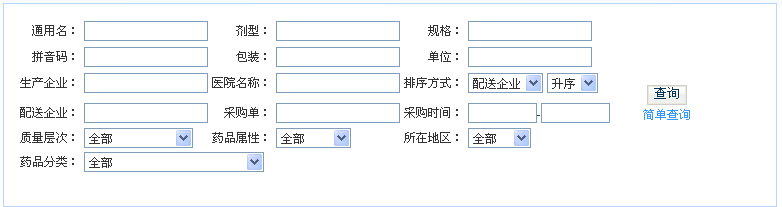 通用名： 剂型： 规格：
拼音码： 包装： 单位：
生产企业： 医院名称： 排序方式： 配送企业 升序
查询
配送企业： 采购单： 采购时间： -
简单查询
质量层次： 全部 药品属性： 全部 所在地区： 全部
药品分类： 全部